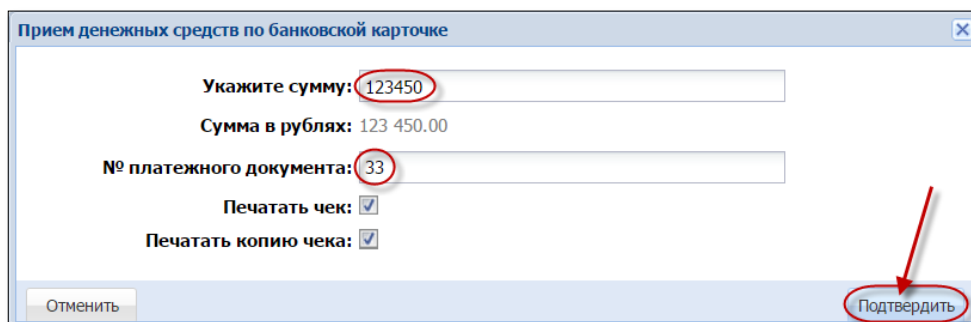 Прием денежных средств по банковской карточке
Укажите сумму: 123450
Сумма в рублях: 123 450.00
№ платежного документа: 33
Печатать чек:
Печатать копию чека:
Отменить Подтвердить